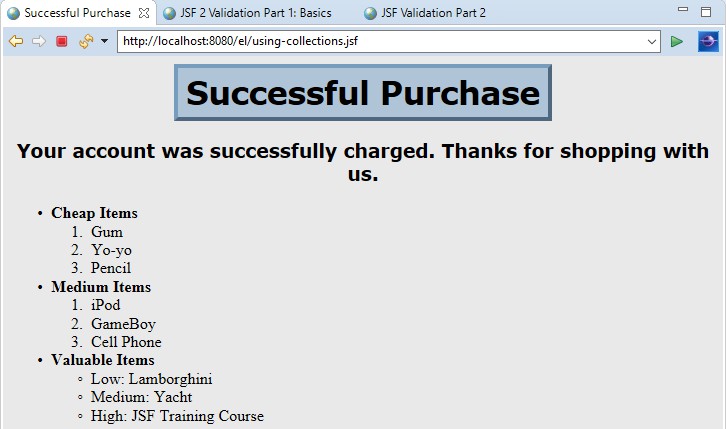 Successful Purchase
JSF 2 Validation Part 1: Basics
JSF Validation Part 2
http://localhost:8080/el/using-collections.jsf
Successful Purchase
Your account was successfully charged. Thanks for shopping with
us.
• Cheap Items
1. Gum
2. Yo-yo
3. Pencil
• Medium Items
1. iPod
2. GameBoy
3. Cell Phone
• Valuable Items
◦ Low: Lamborghini
◦ Medium: Yacht
◦ High: JSF Training Course